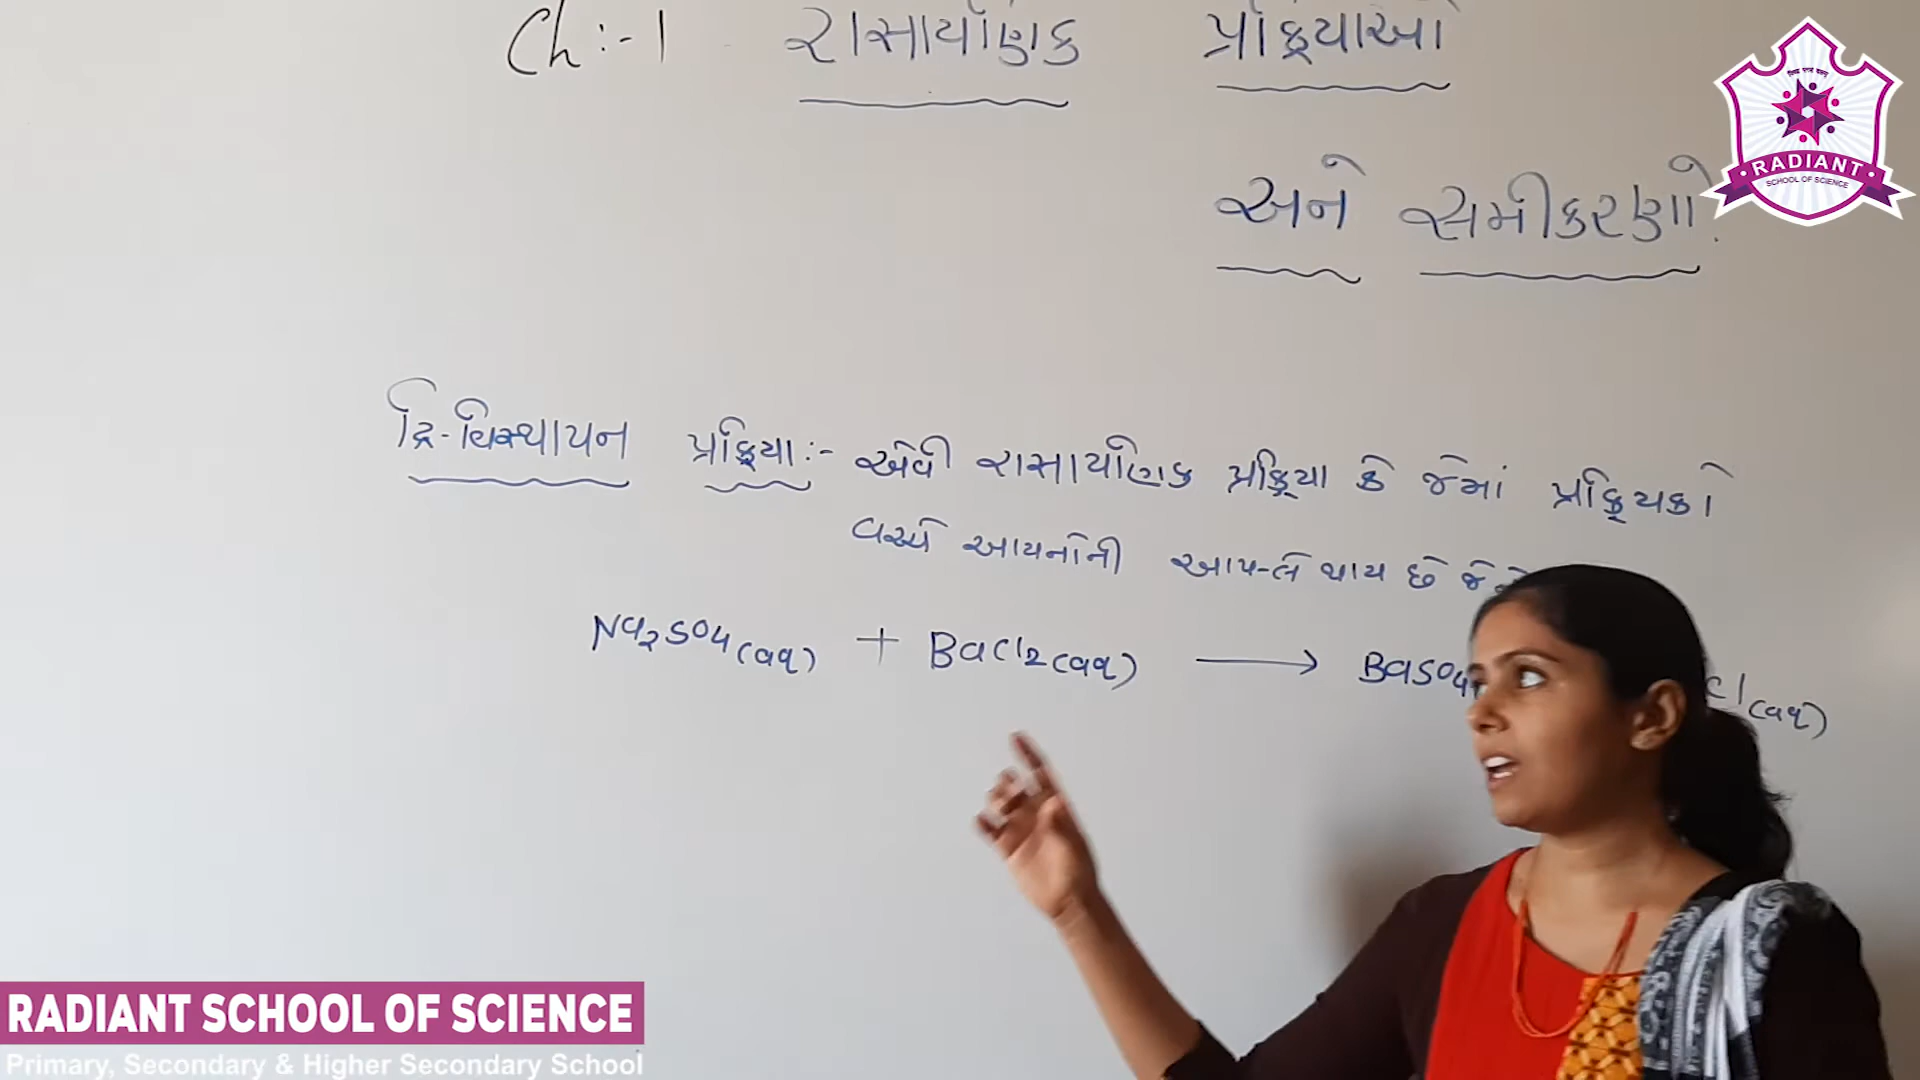 Ch:-1 રાસાયણિક પ્રક્રિયાઓ
અને સમીકરણો.
દ્વિ-વિસ્થાપન પ્રક્રિયા:- એવી રાસાયણિક પ્રક્રિયા કે જેમાં પ્રક્રિયકો
વચ્ચે આયનોની આપ-લે થાય છે
Na2SO4(aq) + BaCl2(aq) → BaSO4 Cl(aq)
RADIANT
SCHOOL OF SCIENCE
RADIANT SCHOOL OF SCIENCE
Primary, Secondary & Higher Secondary School